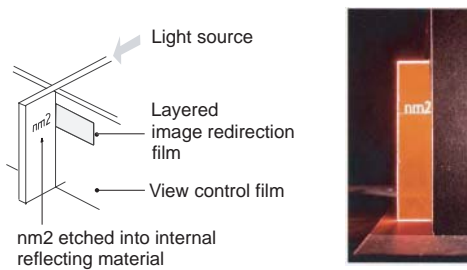 Light source
nm2
Layered
image redirection
film
View control film
nm2 etched into internal
reflecting material
nm2